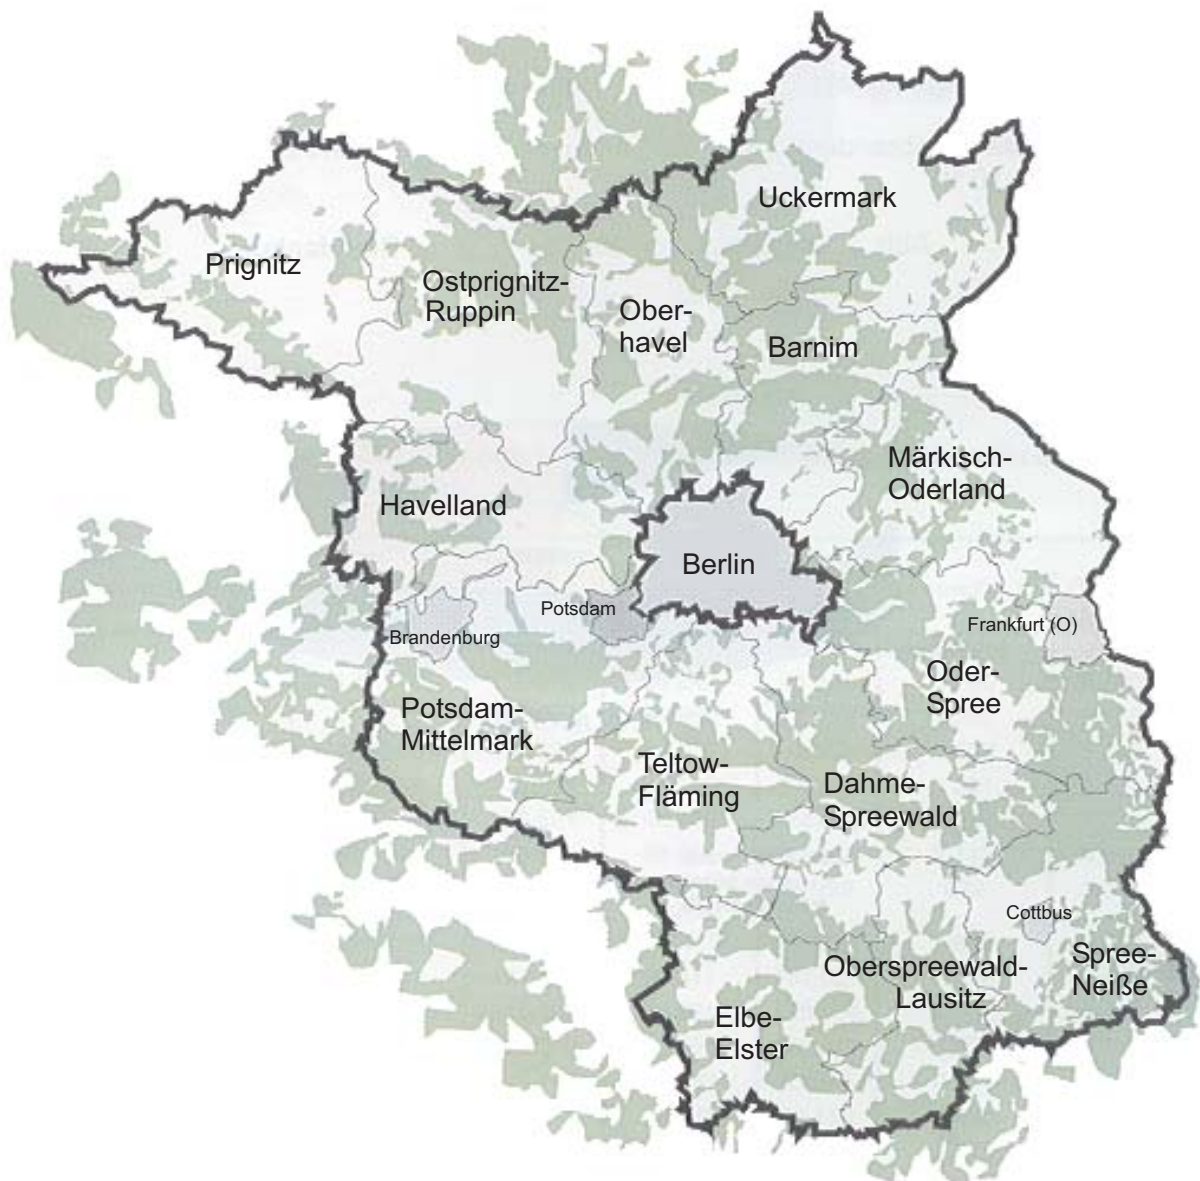 Uckermark
Prignitz
Ostprignitz-
Ruppin
Ober-
havel
Barnim
Märkisch-
Oderland
Havelland
Berlin
Potsdam
Brandenburg
Frankfurt (O)
Oder-
Spree
Potsdam-
Mittelmark
Teltow-
Fläming
Dahme-
Spreewald
Cottbus
Spree-
Neiße
Oberspreewald-
Lausitz
Elbe-
Elster